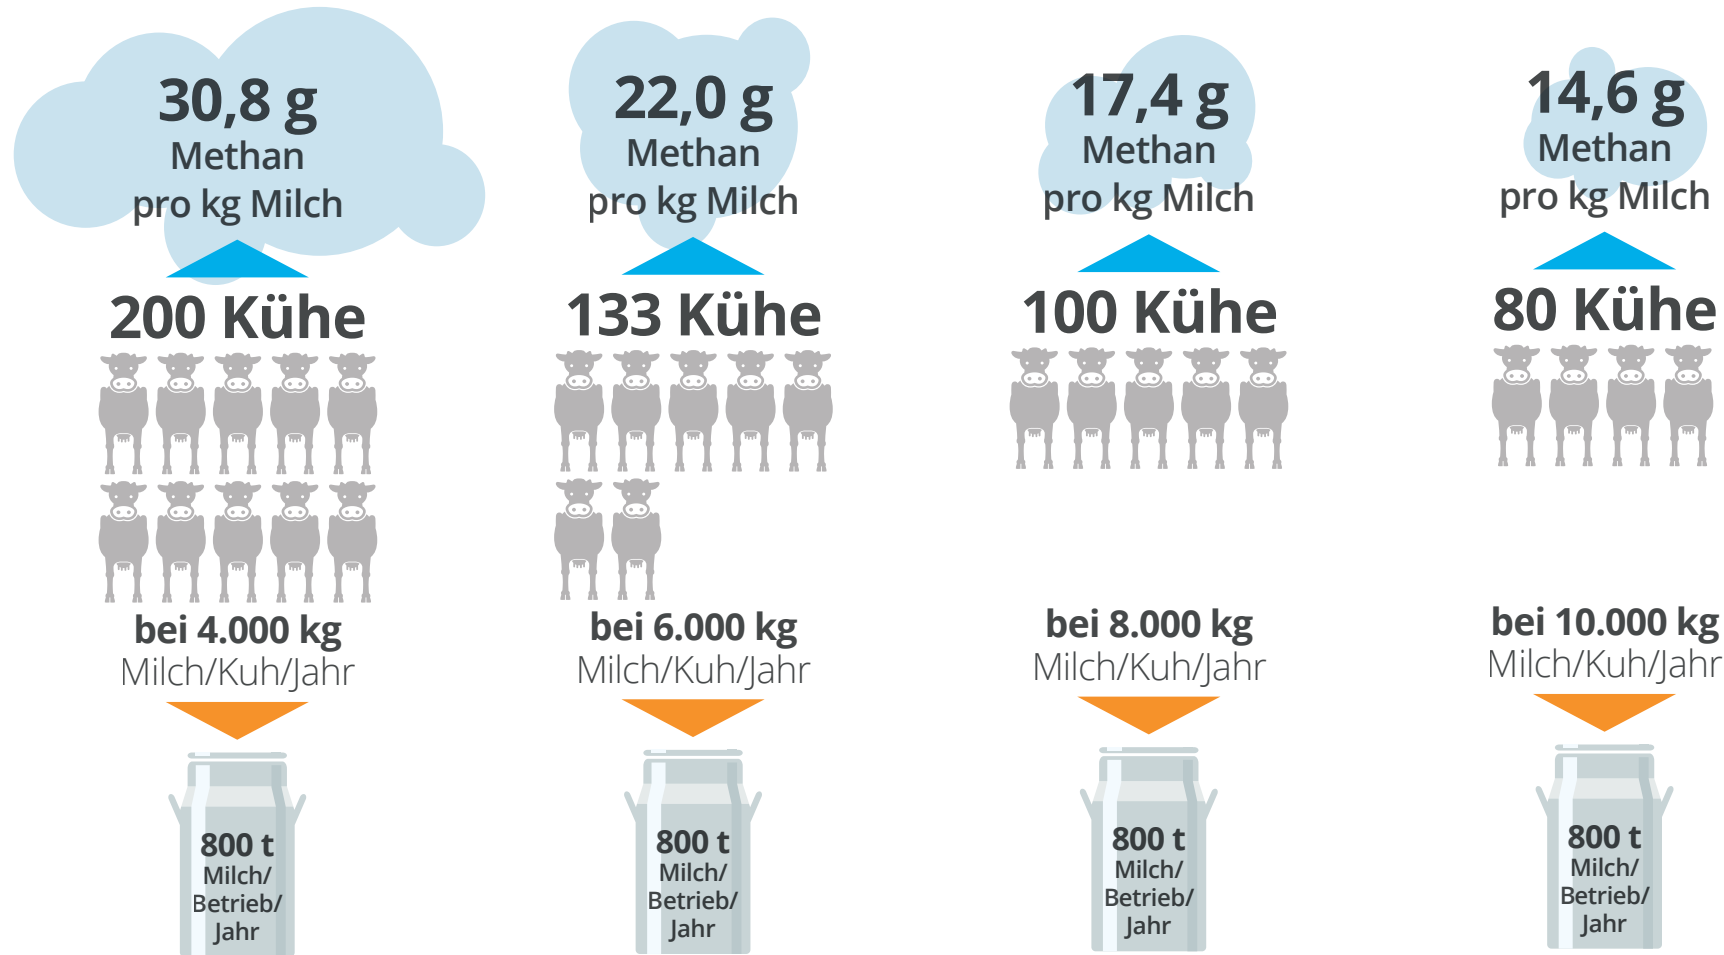 30,8 g
Methan
pro kg Milch
200 Kühe
bei 4.000 kg
Milch/Kuh/Jahr
800 t
Milch/
Betrieb/
Jahr
22,0 g
Methan
pro kg Milch
133 Kühe
bei 6.000 kg
Milch/Kuh/Jahr
800 t
Milch/
Betrieb/
Jahr
17,4 g
Methan
pro kg Milch
100 Kühe
bei 8.000 kg
Milch/Kuh/Jahr
800 t
Milch/
Betrieb/
Jahr
14,6 g
Methan
pro kg Milch
80 Kühe
bei 10.000 kg
Milch/Kuh/Jahr
800 t
Milch/
Betrieb/
Jahr